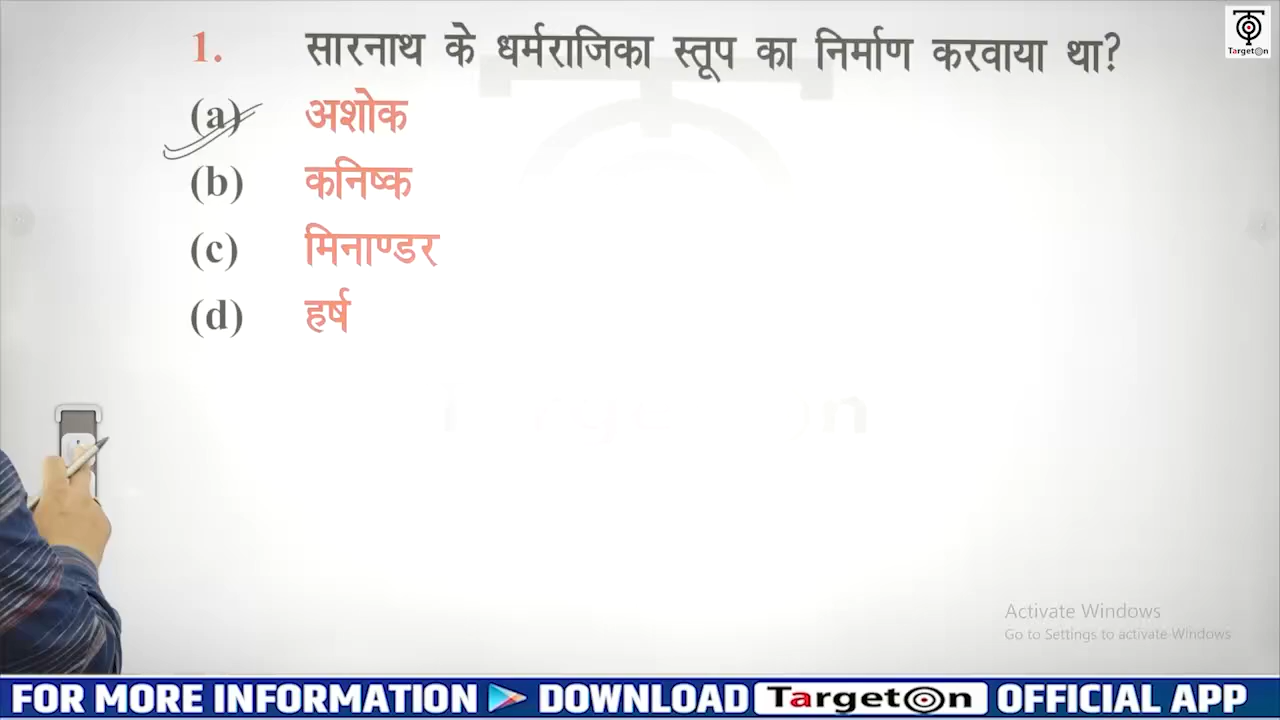 1. सारनाथ के धर्मराजिका स्तूप का निर्माण करवाया था?
(a) अशोक
(b) कनिष्क
(c) मिनाण्डर
(d) हर्ष
TargetOn
Activate Windows
Go to Settings to activate Windows
FOR MORE INFORMATION DOWNLOAD TargetOn OFFICIAL APP